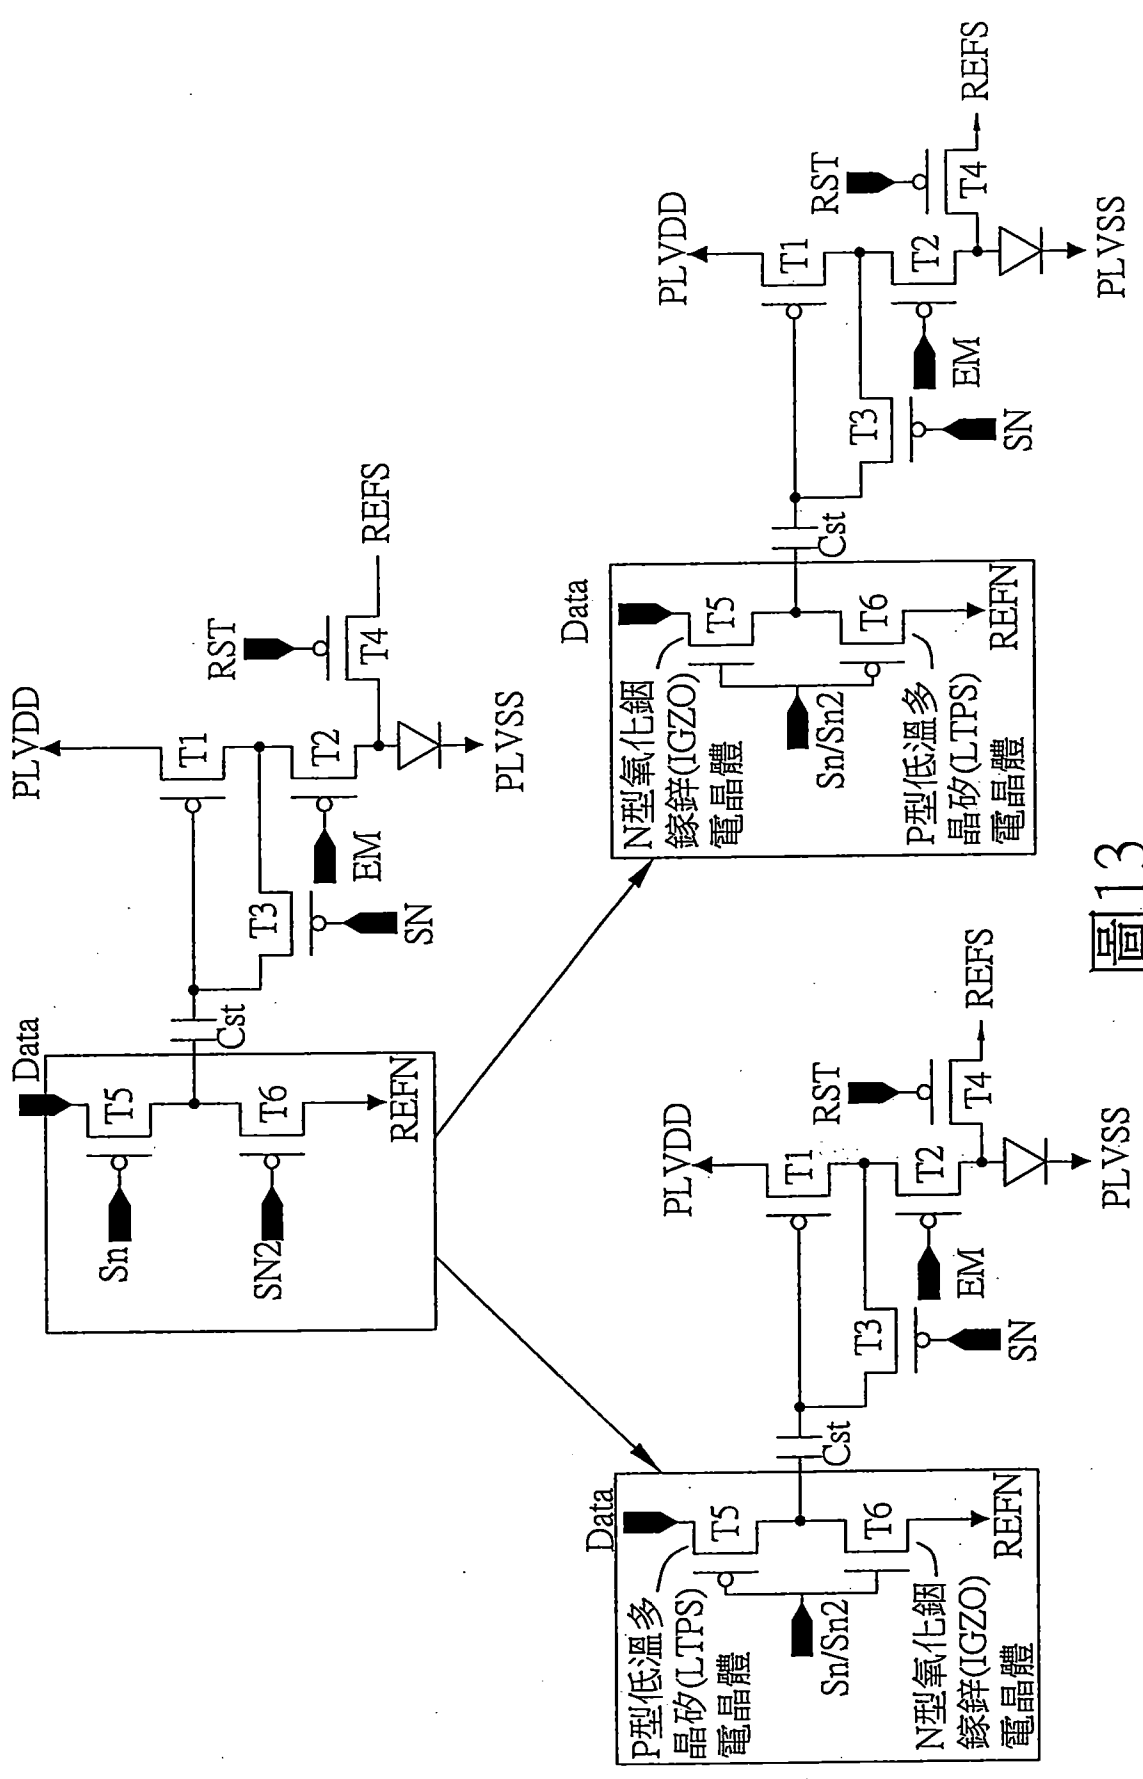 Data
Sn
T5
SN2
T6
REFN
Cst
PLVDD
T1
T3
SN
T2
EM
RST
T4
REFS
PLVSS
Data
P型低溫多
晶矽(LTPS)
電晶體
T5
Sn/Sn2
T6
N型氧化銦
鎵鋅(IGZO)
電晶體
REFN
Cst
PLVDD
T1
T3
SN
T2
EM
RST
T4
REFS
PLVSS
Data
N型氧化銦
鎵鋅(IGZO)
電晶體
T5
Sn/Sn2
T6
P型低溫多
晶矽(LTPS)
電晶體
REFN
Cst
PLVDD
T1
T3
SN
T2
EM
RST
T4
REFS
PLVSS
圖13